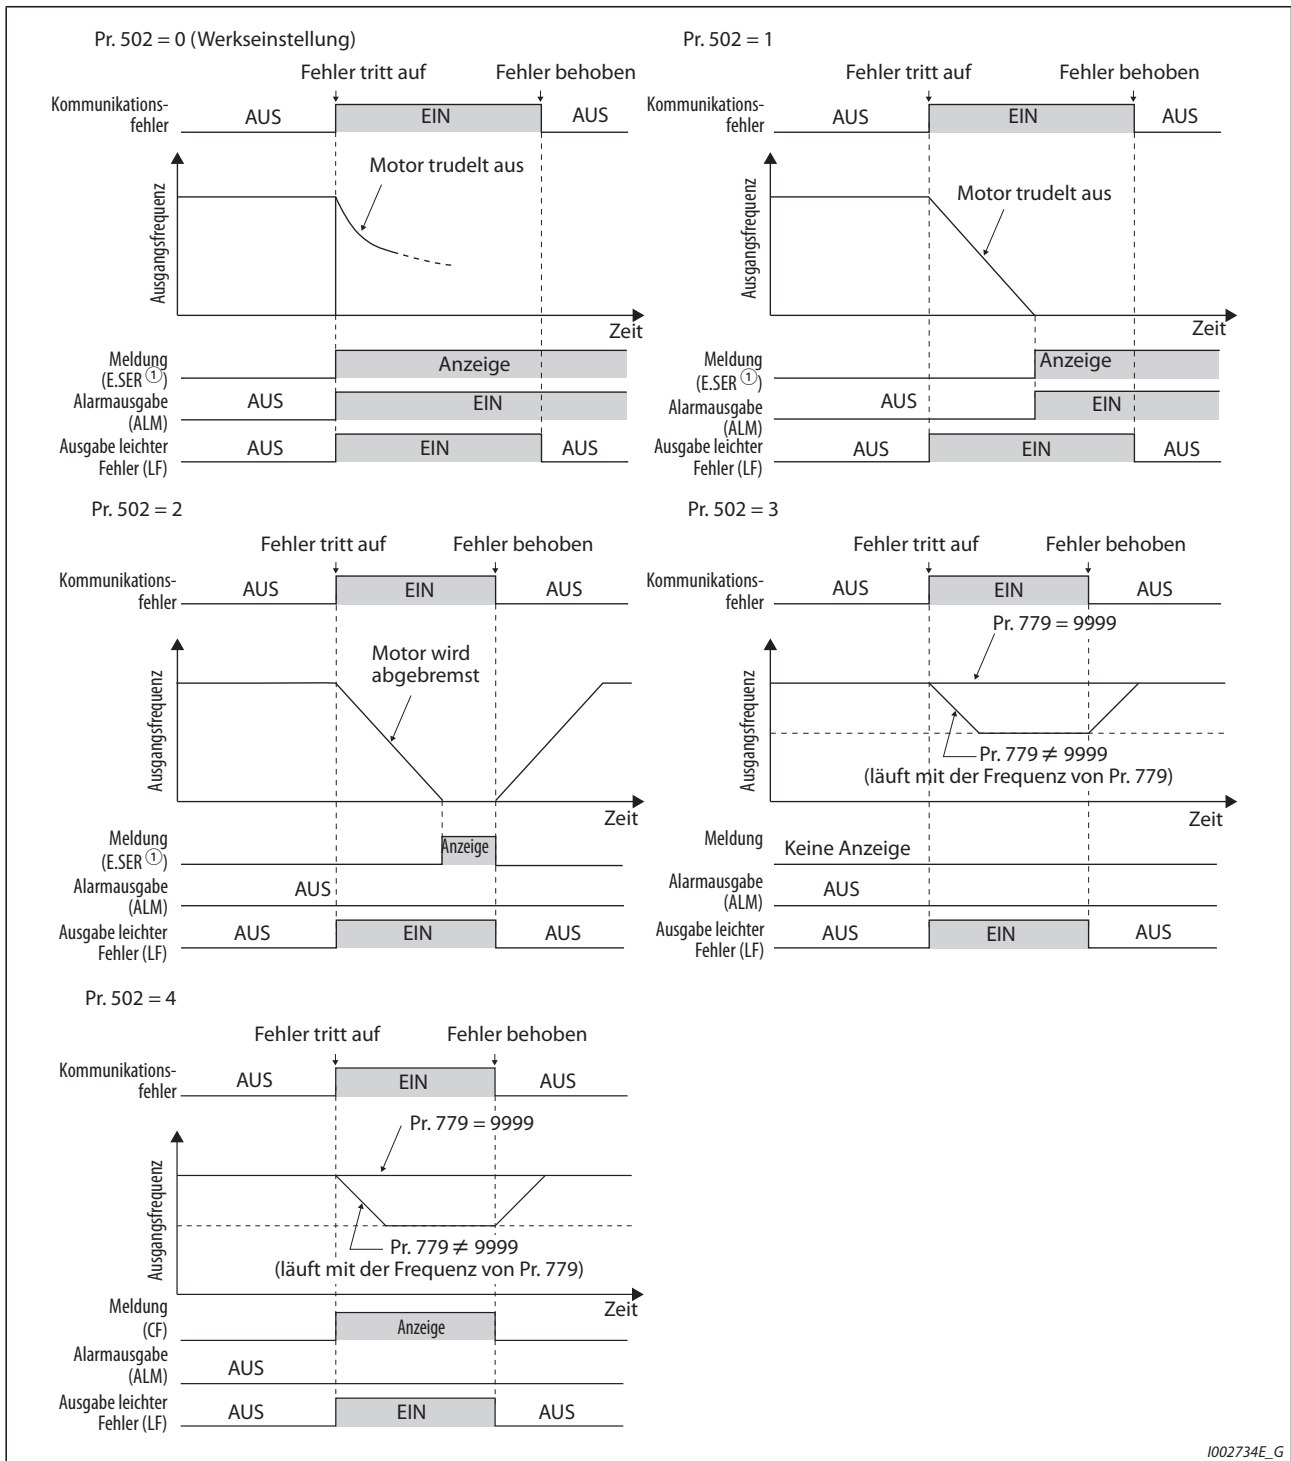 Pr. 502 = 0 (Werkseinstellung)
Fehler tritt auf
Fehler behoben
Kommunikations-
fehler
AUS
EIN
AUS
Ausgangsfrequenz
Motor trudelt aus
Zeit
Meldung
(E.SER ①)
Anzeige
Alarmausgabe
(ALM)
AUS
EIN
Ausgabe leichter
Fehler (LF)
AUS
EIN
AUS
Pr. 502 = 1
Fehler tritt auf
Fehler behoben
Kommunikations-
fehler
AUS
EIN
AUS
Ausgangsfrequenz
Motor trudelt aus
Zeit
Meldung
(E.SER ①)
Anzeige
Alarmausgabe
(ALM)
AUS
EIN
Ausgabe leichter
Fehler (LF)
AUS
EIN
AUS
Pr. 502 = 2
Fehler tritt auf
Fehler behoben
Kommunikations-
fehler
AUS
EIN
AUS
Ausgangsfrequenz
Motor wird
abgebremst
Zeit
Meldung
(E.SER ①)
Anzeige
Alarmausgabe
(ALM)
AUS
Ausgabe leichter
Fehler (LF)
AUS
EIN
AUS
Pr. 502 = 3
Fehler tritt auf
Fehler behoben
Kommunikations-
fehler
AUS
EIN
AUS
Pr. 779 = 9999
Ausgangsfrequenz
Pr. 779 ≠ 9999
(läuft mit der Frequenz von Pr. 779)
Zeit
Meldung
Keine Anzeige
Alarmausgabe
(ALM)
AUS
Ausgabe leichter
Fehler (LF)
AUS
EIN
AUS
Pr. 502 = 4
Fehler tritt auf
Fehler behoben
Kommunikations-
fehler
AUS
EIN
AUS
Pr. 779 = 9999
Ausgangsfrequenz
Pr. 779 ≠ 9999
(läuft mit der Frequenz von Pr. 779)
Zeit
Meldung
(CF)
Anzeige
Alarmausgabe
(ALM)
AUS
Ausgabe leichter
Fehler (LF)
AUS
EIN
AUS
I002734E_G